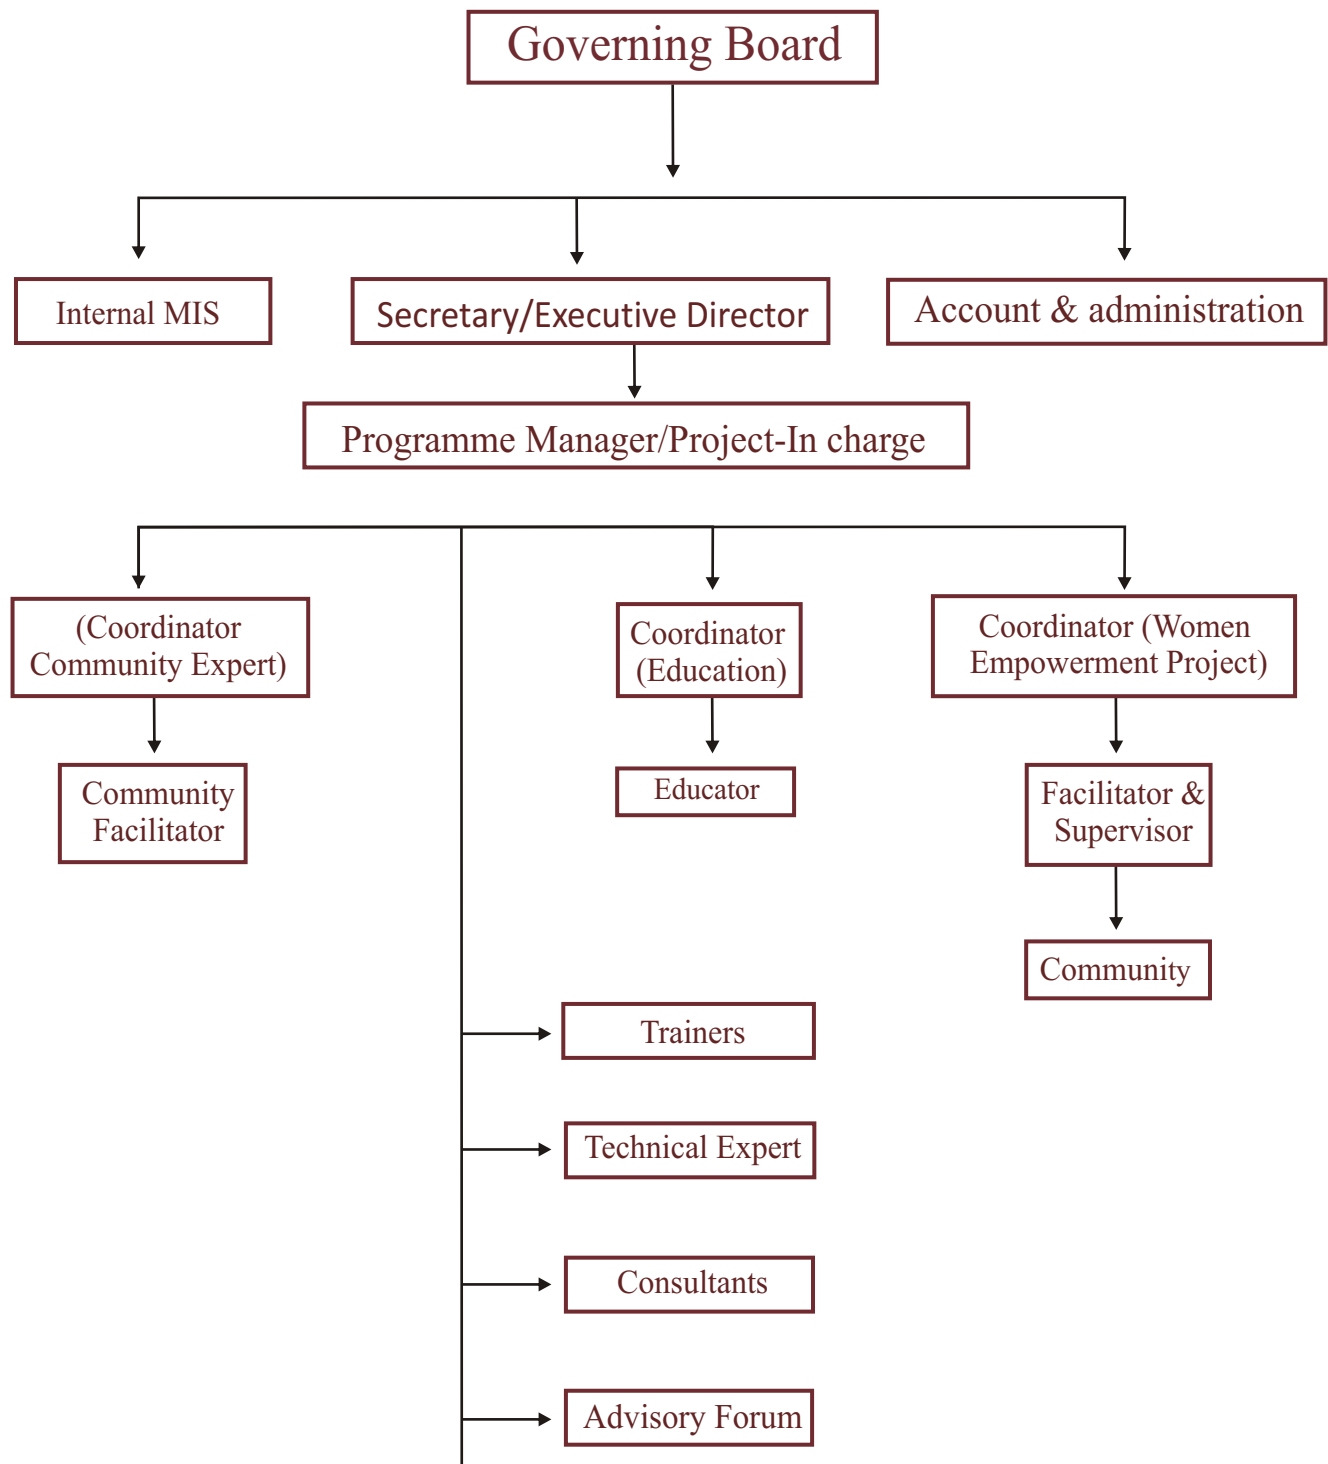 Governing Board
Internal MIS
Secretary/Executive Director
Account & administration
Programme Manager/Project-In charge
(Coordinator
Community Expert)
Coordinator
(Education)
Coordinator (Women
Empowerment Project)
Community
Facilitator
Educator
Facilitator &
Supervisor
Community
Trainers
Technical Expert
Consultants
Advisory Forum